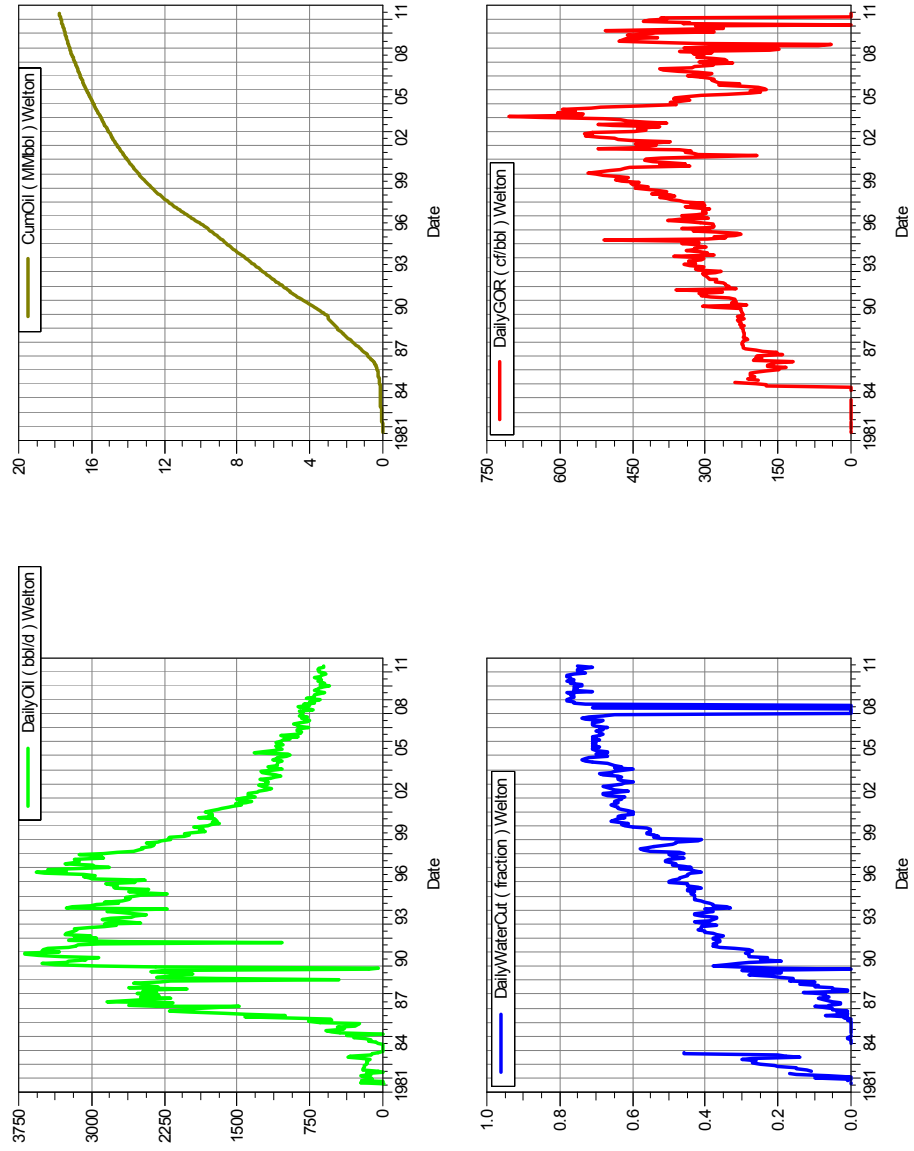 DailyOil ( bbl/d ) Welton
3750
3000
2250
1500
750
0
1981 84 87 90 93 96 99 02 05 08 11
Date
CumOil ( MMbbl ) Welton
20
16
12
8
4
0
1981 84 87 90 93 96 99 02 05 08 11
Date
DailyWaterCut ( fraction ) Welton
1.0
0.8
0.6
0.4
0.2
0.0
1981 84 87 90 93 96 99 02 05 08 11
Date
DailyGOR ( cf/bbl ) Welton
750
600
450
300
150
0
1981 84 87 90 93 96 99 02 05 08 11
Date